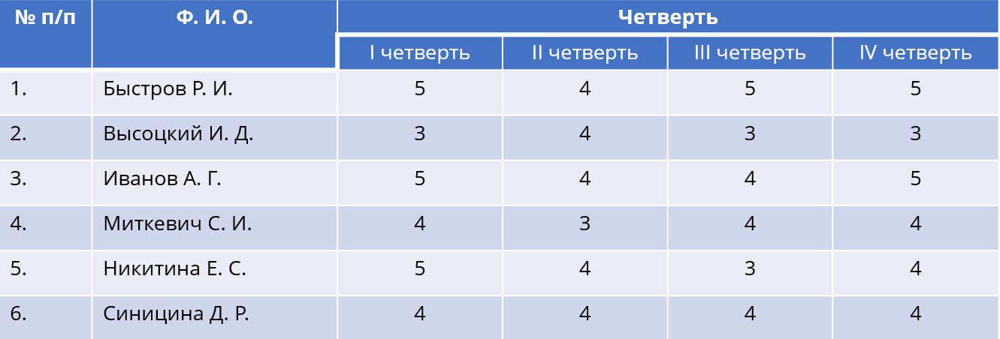 № п/п Ф. И. О. Четверть
I четверть II четверть III четверть IV четверть
1. Быстров Р. И. 5 4 5 5
2. Высоцкий И. Д. 3 4 3 3
3. Иванов А. Г. 5 4 4 5
4. Миткевич С. И. 4 3 4 4
5. Никитина Е. С. 5 4 3 4
6. Синицина Д. Р. 4 4 4 4